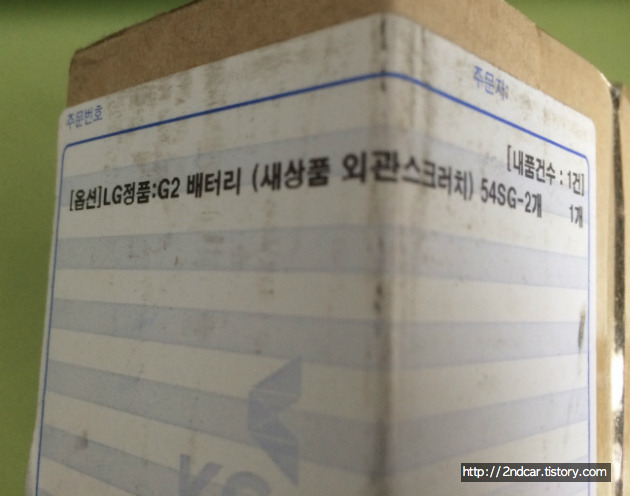 주문번호
주문자:
[내품건수 : 1건]
[옵션]LG정품:G2 배터리 (새상품 외관스크러치) 54SG-2개 1개
KG
http://2ndcar.tistory.com